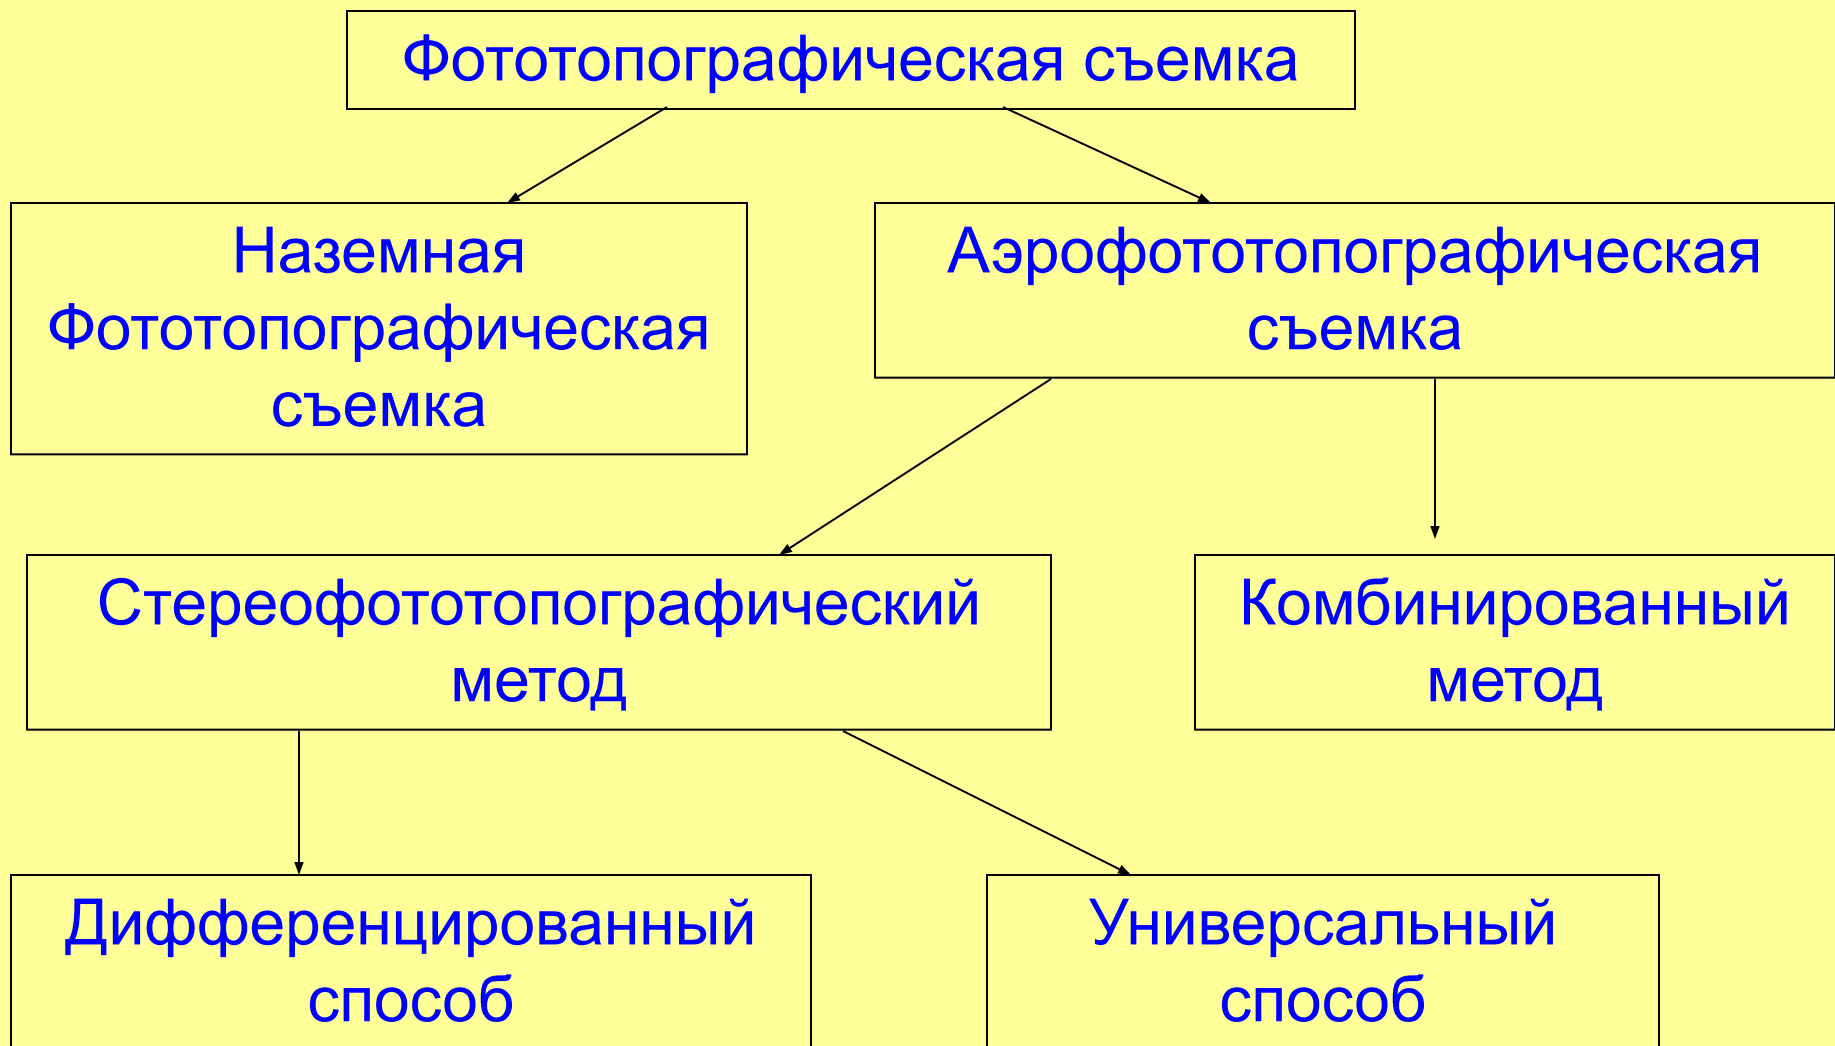 Фототопографическая съемка
Наземная
Фототопографическая
съемка
Аэрофототопографическая
съемка
Стереофототопографический
метод
Комбинированный
метод
Дифференцированный
способ
Универсальный
способ